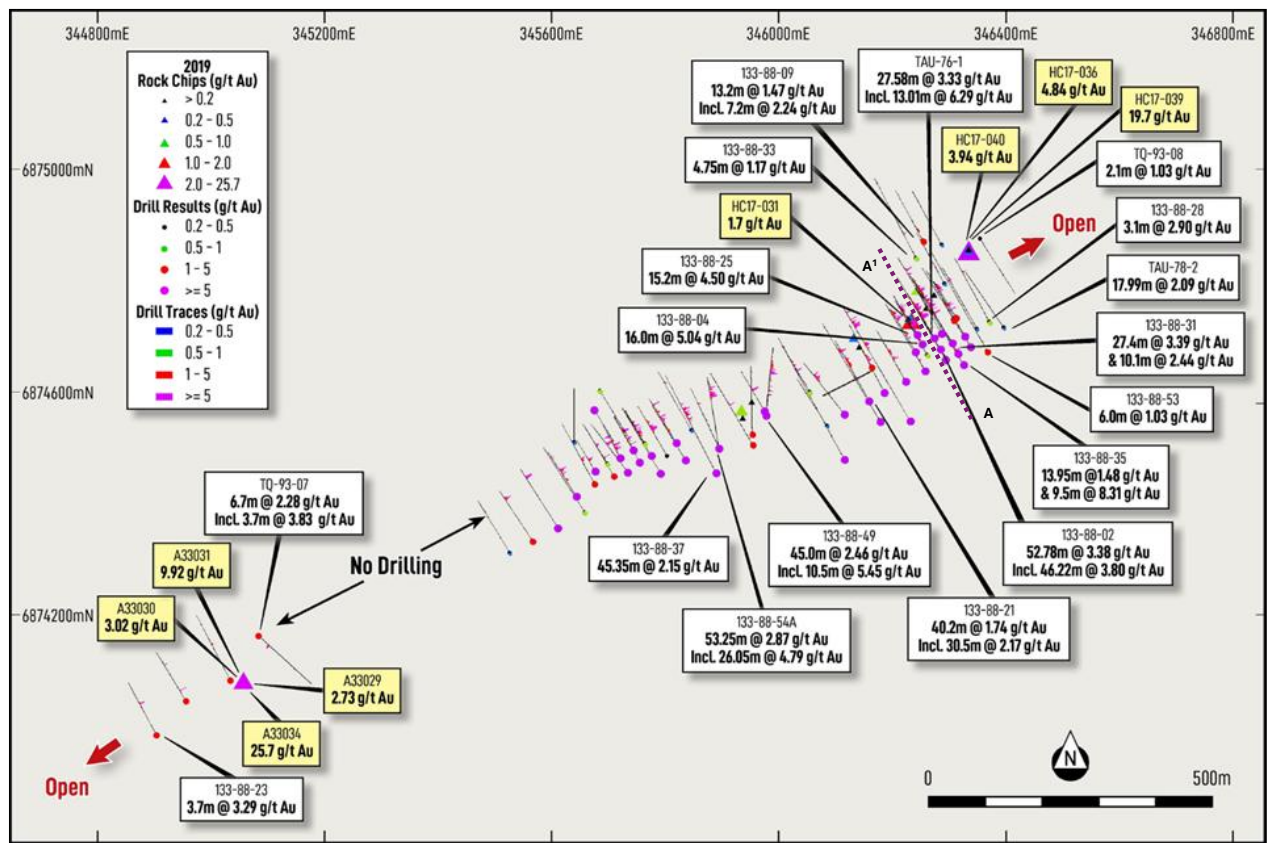 344800mE
345200mE
345600mE
346000mE
346400mE
346800mE
6875000mN
6874600mN
6874200mN
2019
Rock Chips (g/t Au)
> 0.2
0.2 - 0.5
0.5 - 1.0
1.0 - 2.0
2.0 - 25.7
Drill Results (g/t Au)
0.2 - 0.5
0.5 - 1
1 - 5
>= 5
Drill Traces (g/t Au)
0.2 - 0.5
0.5 - 1
1 - 5
>= 5
133-88-09
13.2m @ 1.47 g/t Au
Incl. 7.2m @ 2.24 g/t Au
TAU-76-1
27.58m @ 3.33 g/t Au
Incl. 13.01m @ 6.29 g/t Au
HC17-036
4.84 g/t Au
HC17-039
19.7 g/t Au
HC17-040
3.94 g/t Au
133-88-33
4.75m @ 1.17 g/t Au
TQ-93-08
2.1m @ 1.03 g/t Au
HC17-031
1.7 g/t Au
Open
133-88-28
3.1m @ 2.90 g/t Au
133-88-25
15.2m @ 4.50 g/t Au
A¹
TAU-78-2
17.99m @ 2.09 g/t Au
133-88-04
16.0m @ 5.04 g/t Au
133-88-31
27.4m @ 3.39 g/t Au
& 10.1m @ 2.44 g/t Au
A
133-88-53
6.0m @ 1.03 g/t Au
133-88-35
13.95m @1.48 g/t Au
& 9.5m @ 8.31 g/t Au
TQ-93-07
6.7m @ 2.28 g/t Au
Incl. 3.7m @ 3.83 g/t Au
No Drilling
133-88-37
45.35m @ 2.15 g/t Au
133-88-49
45.0m @ 2.46 g/t Au
Incl. 10.5m @ 5.45 g/t Au
133-88-02
52.78m @ 3.38 g/t Au
Incl. 46.22m @ 3.80 g/t Au
133-88-54A
53.25m @ 2.87 g/t Au
Incl. 26.05m @ 4.79 g/t Au
133-88-21
40.2m @ 1.74 g/t Au
Incl. 30.5m @ 2.17 g/t Au
A33031
9.92 g/t Au
A33030
3.02 g/t Au
A33029
2.73 g/t Au
A33034
25.7 g/t Au
Open
133-88-23
3.7m @ 3.29 g/t Au
N
0
500m